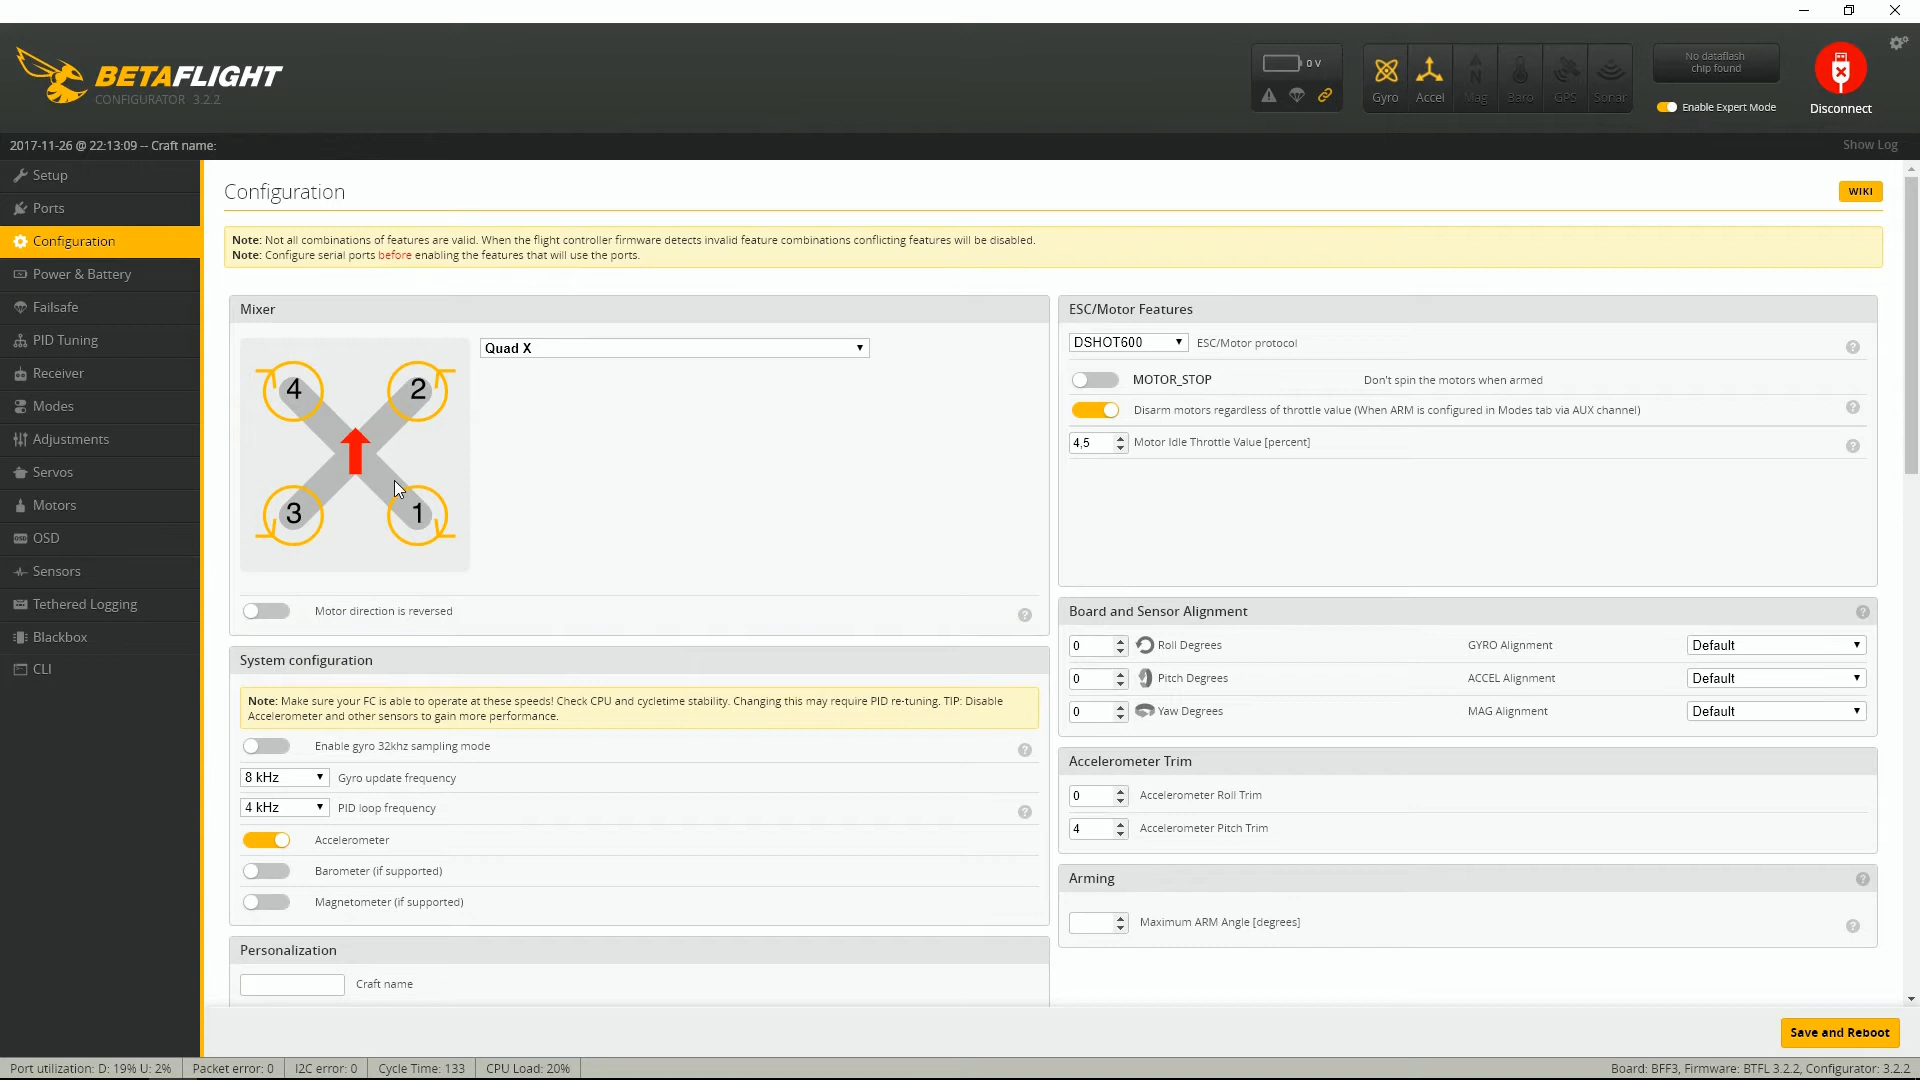 BETAFLIGHT
CONFIGURATOR 3.2.2
0 V
Gyro
Accel
Mag
Baro
GPS
Sonar
No dataflash
chip found
Enable Expert Mode
Disconnect
2017-11-26 @ 22:13:09 -- Craft name:
Show Log
Setup
Ports
Configuration
Power & Battery
Failsafe
PID Tuning
Receiver
Modes
Adjustments
Servos
Motors
OSD
Sensors
Tethered Logging
Blackbox
CLI
Configuration
WIKI
Note: Not all combinations of features are valid. When the flight controller firmware detects invalid feature combinations conflicting features will be disabled.
Note: Configure serial ports before enabling the features that will use the ports.
Mixer
Quad X
4 2
3 1
Motor direction is reversed
?
System configuration
Note: Make sure your FC is able to operate at these speeds! Check CPU and cycletime stability. Changing this may require PID re-tuning. TIP: Disable
Accelerometer and other sensors to gain more performance.
Enable gyro 32khz sampling mode
?
8 kHz Gyro update frequency
4 kHz PID loop frequency
?
Accelerometer
Barometer (if supported)
Magnetometer (if supported)
Personalization
Craft name
ESC/Motor Features
DSHOT600 ESC/Motor protocol
?
MOTOR_STOP Don't spin the motors when armed
Disarm motors regardless of throttle value (When ARM is configured in Modes tab via AUX channel)
?
4,5 Motor Idle Throttle Value [percent]
?
Board and Sensor Alignment
?
0 Roll Degrees GYRO Alignment Default
0 Pitch Degrees ACCEL Alignment Default
0 Yaw Degrees MAG Alignment Default
Accelerometer Trim
0 Accelerometer Roll Trim
4 Accelerometer Pitch Trim
Arming
?
Maximum ARM Angle [degrees]
?
Save and Reboot
Port utilization: D: 19% U: 2% Packet error: 0 I2C error: 0 Cycle Time: 133 CPU Load: 20% Board: BFF3, Firmware: BTFL 3.2.2, Configurator: 3.2.2